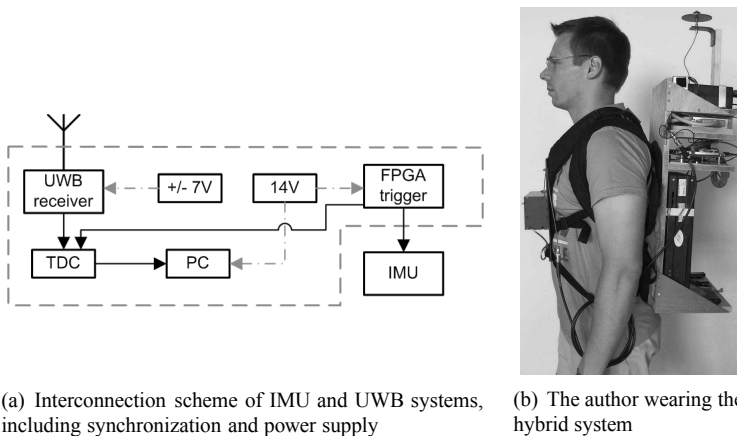 UWB
receiver
+/- 7V
14V
FPGA
trigger
TDC
PC
IMU
(a) Interconnection scheme of IMU and UWB systems,
including synchronization and power supply
(b) The author wearing the
hybrid system